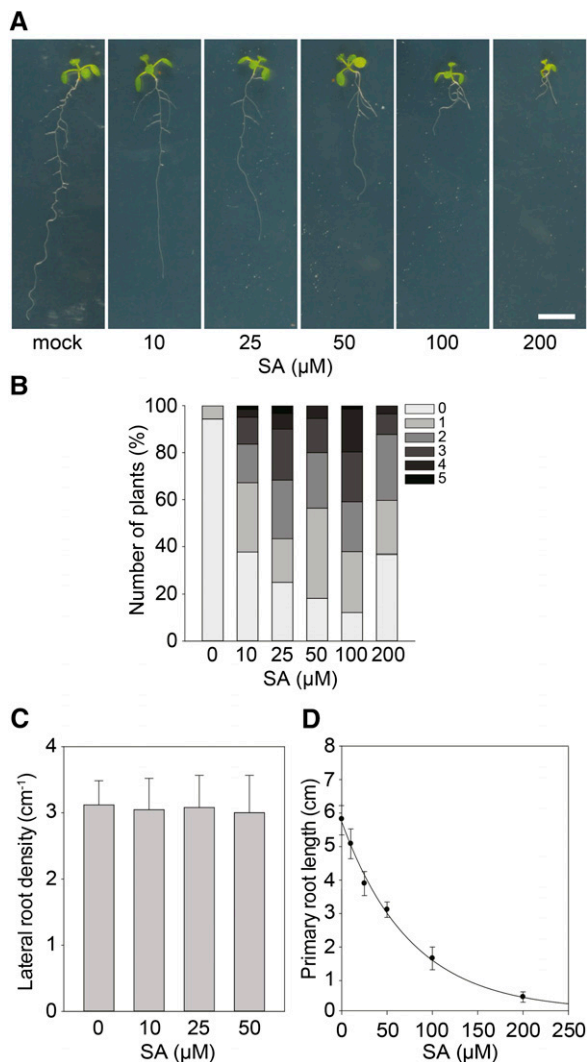 A
mock 10 25 50 100 200
SA (µM)
B
Number of plants (%)
100
80
60
40
20
0
0 10 25 50 100 200
SA (µM)
0
1
2
3
4
5
C
Lateral root density (cm⁻¹)
4
3
2
1
0
0 10 25 50
SA (µM)
D
Primary root length (cm)
8
7
6
5
4
3
2
1
0
0 50 100 150 200 250
SA (µM)